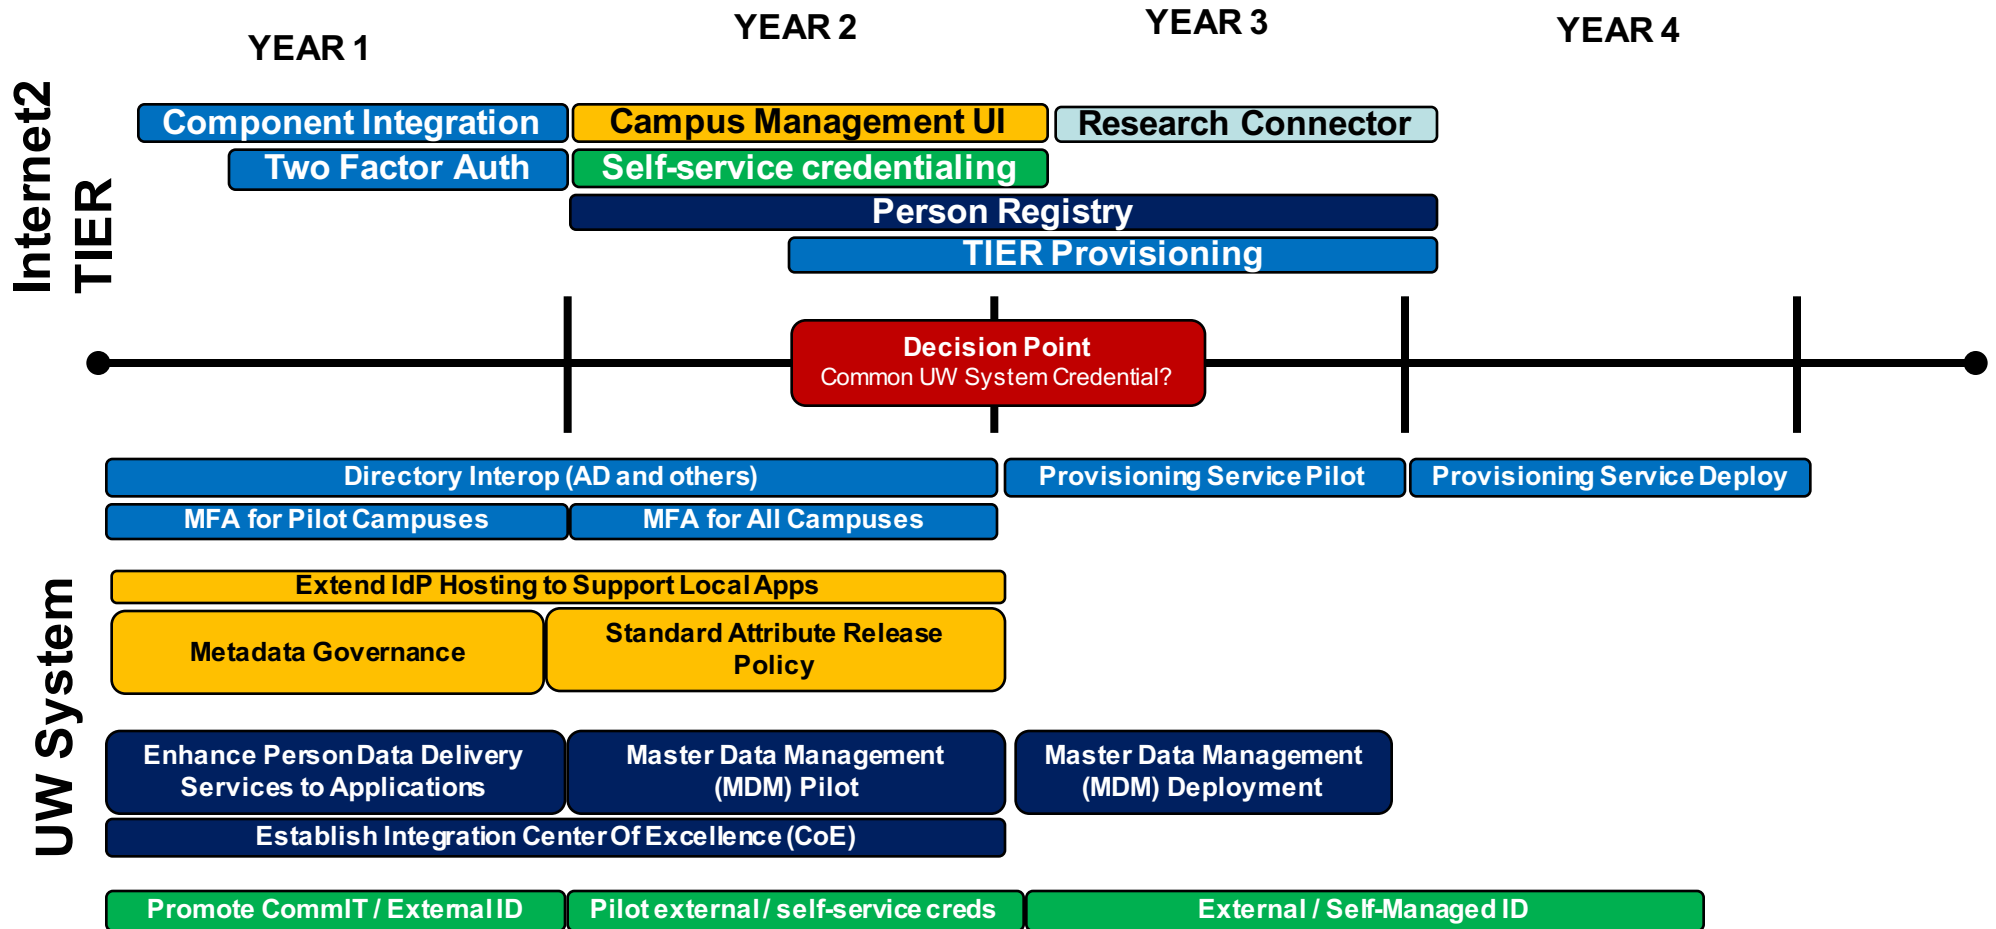 YEAR 1
YEAR 2
YEAR 3
YEAR 4
Internet2
TIER
Component Integration
Campus Management UI
Research Connector
Two Factor Auth
Self-service credentialing
Person Registry
TIER Provisioning
Decision Point
Common UW System Credential?
UW System
Directory Interop (AD and others)
Provisioning Service Pilot
Provisioning Service Deploy
MFA for Pilot Campuses
MFA for All Campuses
Extend IdP Hosting to Support Local Apps
Metadata Governance
Standard Attribute Release
Policy
Enhance Person Data Delivery
Services to Applications
Master Data Management
(MDM) Pilot
Master Data Management
(MDM) Deployment
Establish Integration Center Of Excellence (CoE)
Promote CommIT / External ID
Pilot external / self-service creds
External / Self-Managed ID